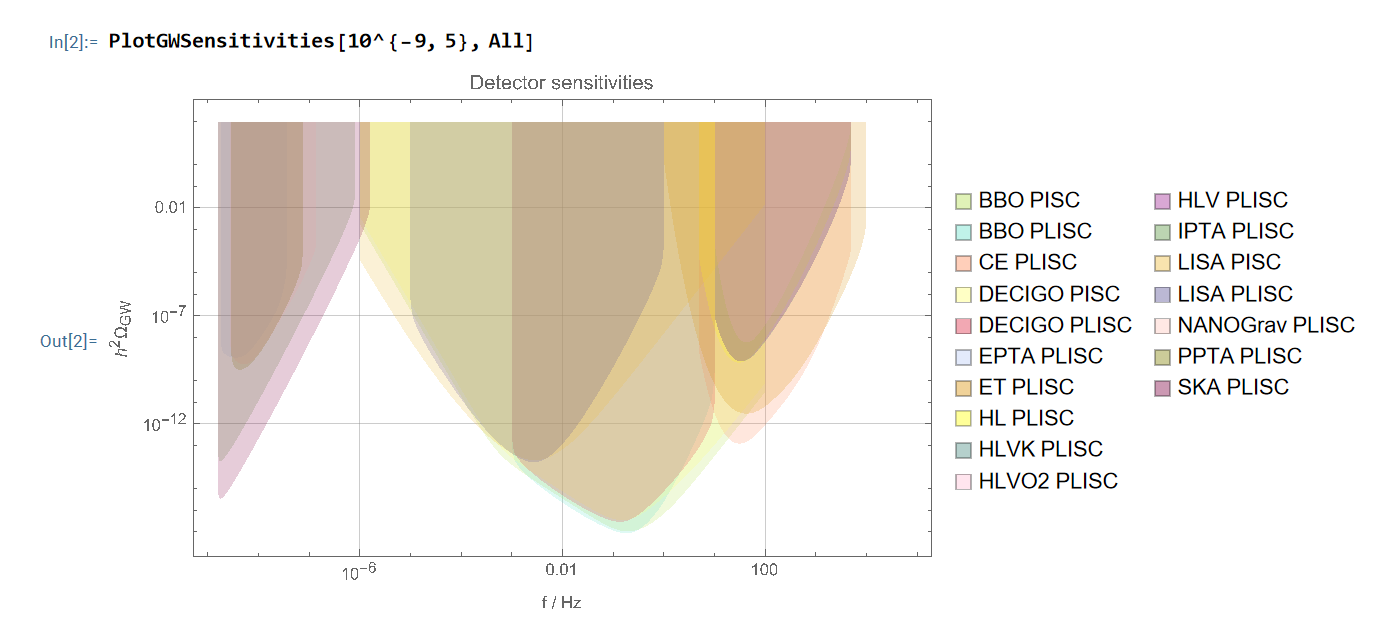 In[2]:= PlotGWSensitivities[10^{-9, 5}, All]
Detector sensitivities
Out[2]=
h²Ω_GW
0.01
10⁻⁷
10⁻¹²
10⁻⁶
0.01
100
f / Hz
BBO PISC
BBO PLISC
CE PLISC
DECIGO PISC
DECIGO PLISC
EPTA PLISC
ET PLISC
HL PLISC
HLVK PLISC
HLVO2 PLISC
HLV PLISC
IPTA PLISC
LISA PISC
LISA PLISC
NANOGrav PLISC
PPTA PLISC
SKA PLISC